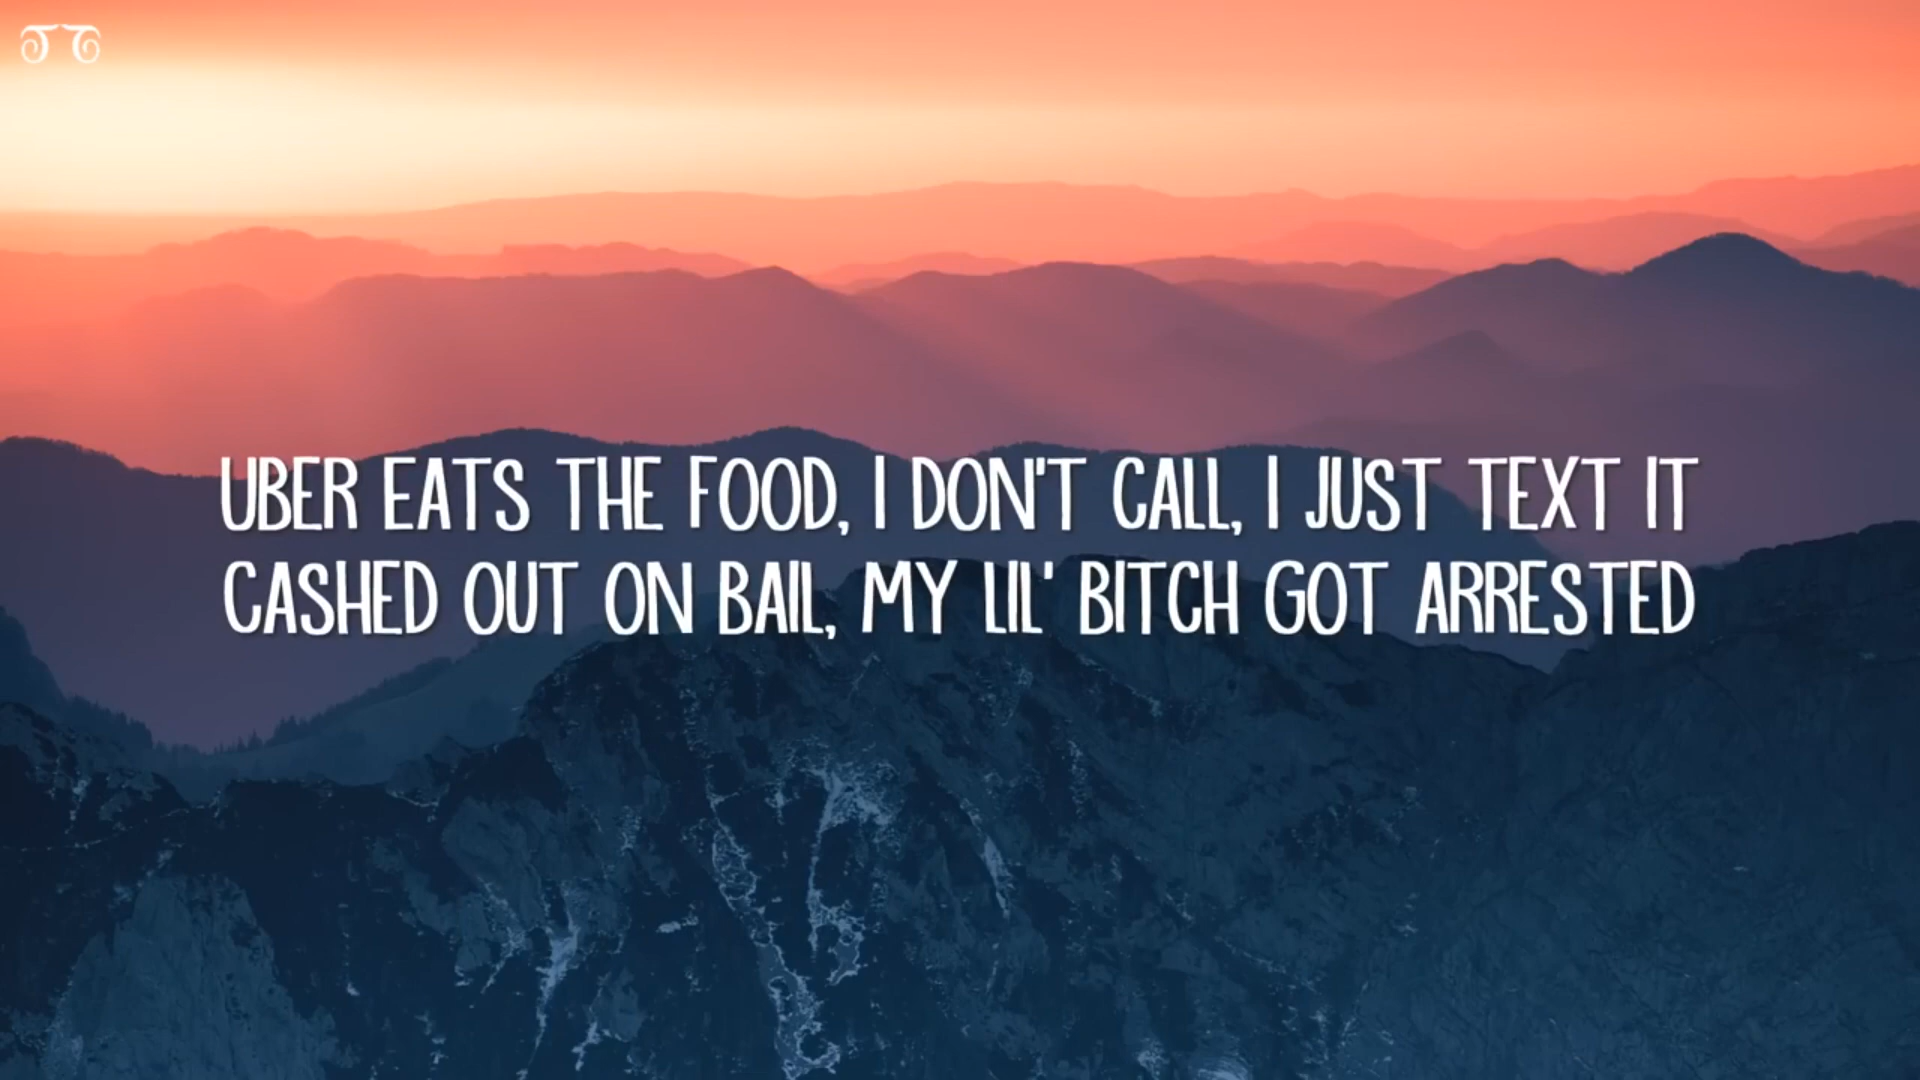 UBER EATS THE FOOD, I DON'T CALL, I JUST TEXT IT
CASHED OUT ON BAIL, MY LIL' BITCH GOT ARRESTED